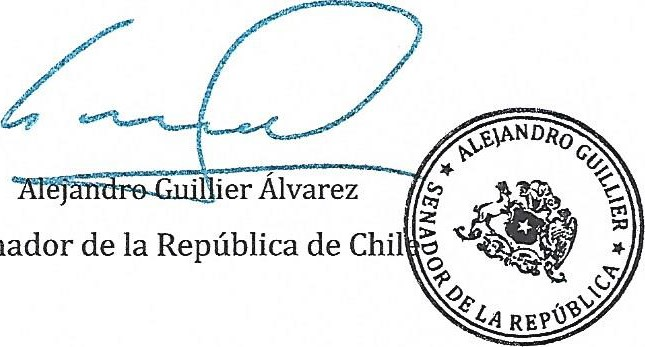 Alejandro Guillier Álvarez
nador de la República de Chile
★ ALEJANDRO GUILLIER ★
SENADOR DE LA REPÚBLICA